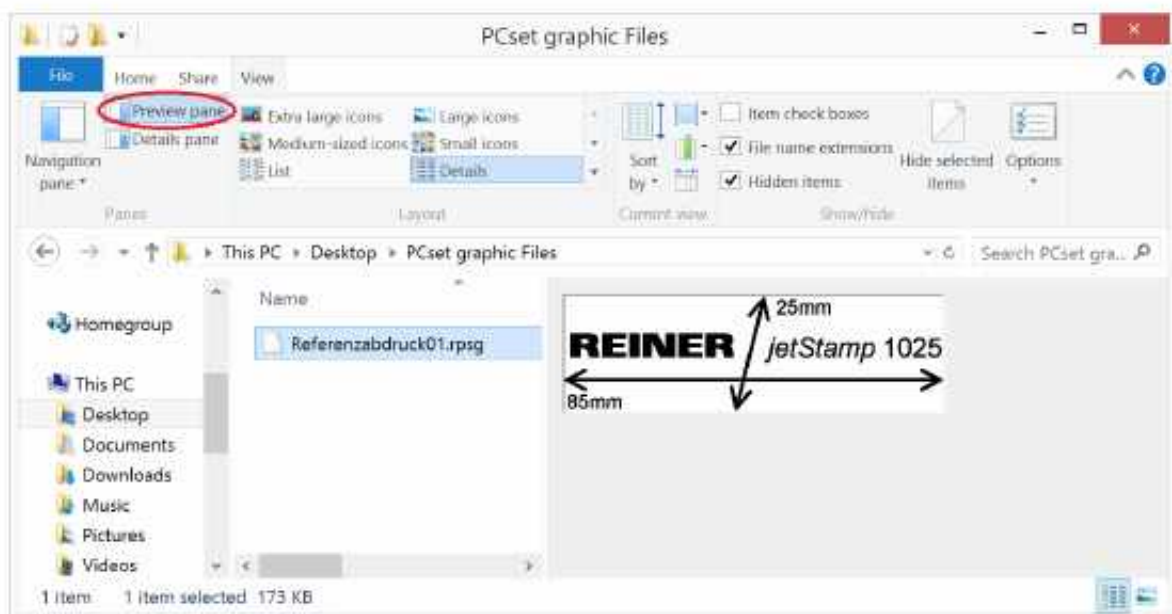 PCset graphic Files
File Home Share View
Preview pane
Details pane
Navigation pane
Extra large icons Large icons
Medium-sized icons Small icons
List Details
Sort by
Item check boxes
File name extensions
Hidden items
Hide selected items
Options
Panes Layout Current view Show/hide
This PC Desktop PCset graphic Files Search PCset gra...
Homegroup
This PC
Desktop
Documents
Downloads
Music
Pictures
Videos
Name
Referenzabdruck01.rpsg
25mm
REINER jetStamp 1025
85mm
1 item 1 item selected 173 KB